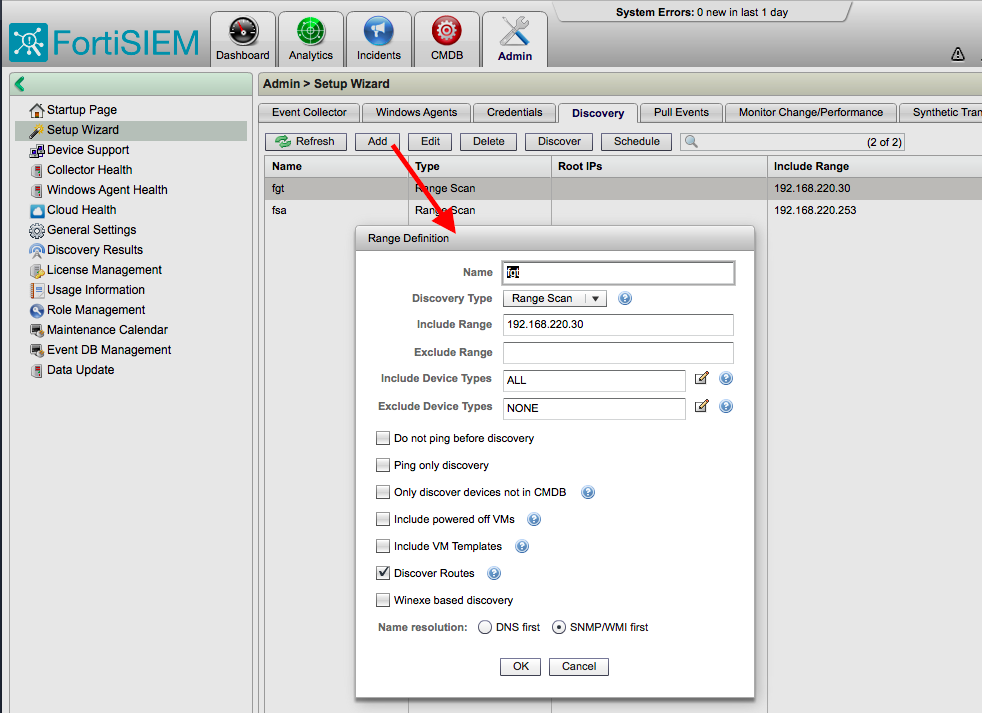 System Errors: 0 new in last 1 day
FortiSIEM
Dashboard Analytics Incidents CMDB Admin
Admin > Setup Wizard
Startup Page
Setup Wizard
Device Support
Collector Health
Windows Agent Health
Cloud Health
General Settings
Discovery Results
License Management
Usage Information
Role Management
Maintenance Calendar
Event DB Management
Data Update
Event Collector Windows Agents Credentials Discovery Pull Events Monitor Change/Performance Synthetic Tran
Refresh Add Edit Delete Discover Schedule (2 of 2)
Name Type Root IPs Include Range
fgt Range Scan 192.168.220.30
fsa Range Scan 192.168.220.253
Range Definition
Name fgt
Discovery Type Range Scan
Include Range 192.168.220.30
Exclude Range
Include Device Types ALL
Exclude Device Types NONE
Do not ping before discovery
Ping only discovery
Only discover devices not in CMDB
Include powered off VMs
Include VM Templates
Discover Routes
Winexe based discovery
Name resolution: DNS first SNMP/WMI first
OK Cancel